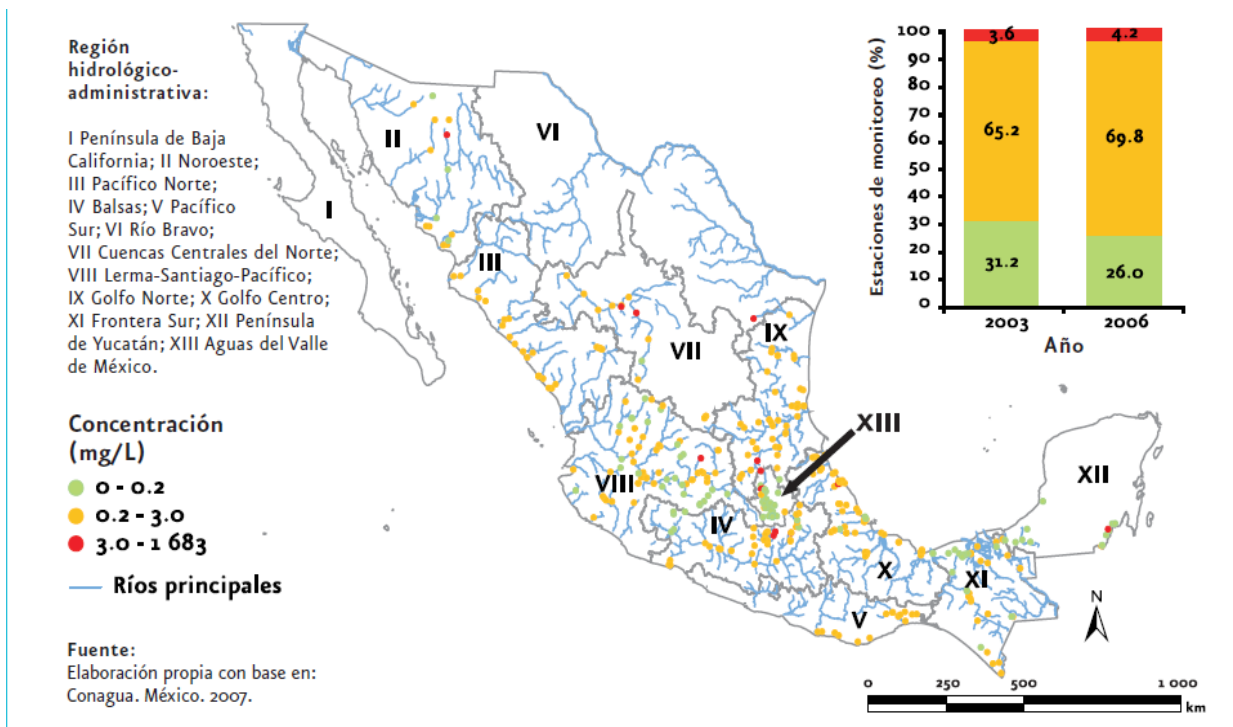 Región
hidrológico-
administrativa:
I Península de Baja
California; II Noroeste;
III Pacífico Norte;
IV Balsas; V Pacífico
Sur; VI Río Bravo;
VII Cuencas Centrales del Norte;
VIII Lerma-Santiago-Pacífico;
IX Golfo Norte; X Golfo Centro;
XI Frontera Sur; XII Península
de Yucatán; XIII Aguas del Valle
de México.
Concentración
(mg/L)
0 - 0.2
0.2 - 3.0
3.0 - 1 683
Ríos principales
Fuente:
Elaboración propia con base en:
Conagua. México. 2007.
I
II
III
IV
V
VI
VII
VIII
IX
X
XI
XII
XIII
Estaciones de monitoreo (%)
100
90
80
70
60
50
40
30
20
10
0
3.6
65.2
31.2
4.2
69.8
26.0
2003
2006
Año
N
0 250 500 1 000
km